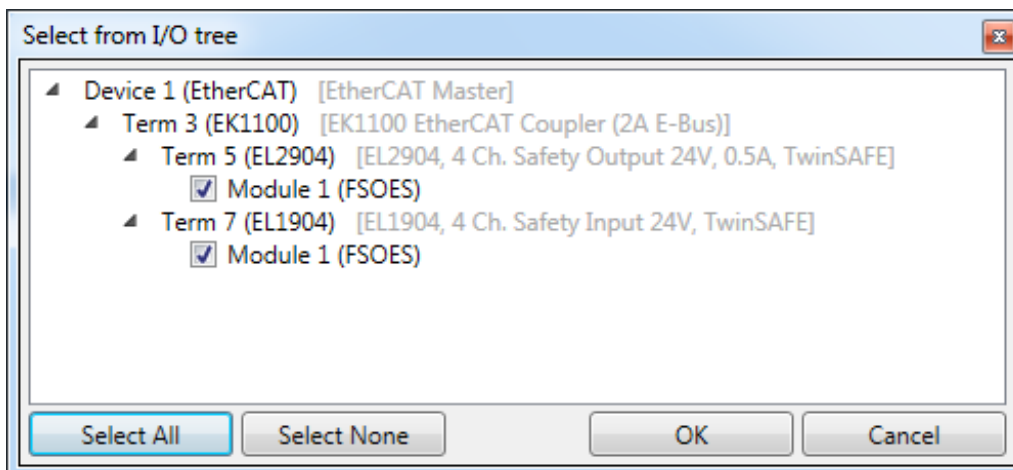 Select from I/O tree
Device 1 (EtherCAT) [EtherCAT Master]
Term 3 (EK1100) [EK1100 EtherCAT Coupler (2A E-Bus)]
Term 5 (EL2904) [EL2904, 4 Ch. Safety Output 24V, 0.5A, TwinSAFE]
Module 1 (FSOES)
Term 7 (EL1904) [EL1904, 4 Ch. Safety Input 24V, TwinSAFE]
Module 1 (FSOES)
Select All Select None OK Cancel